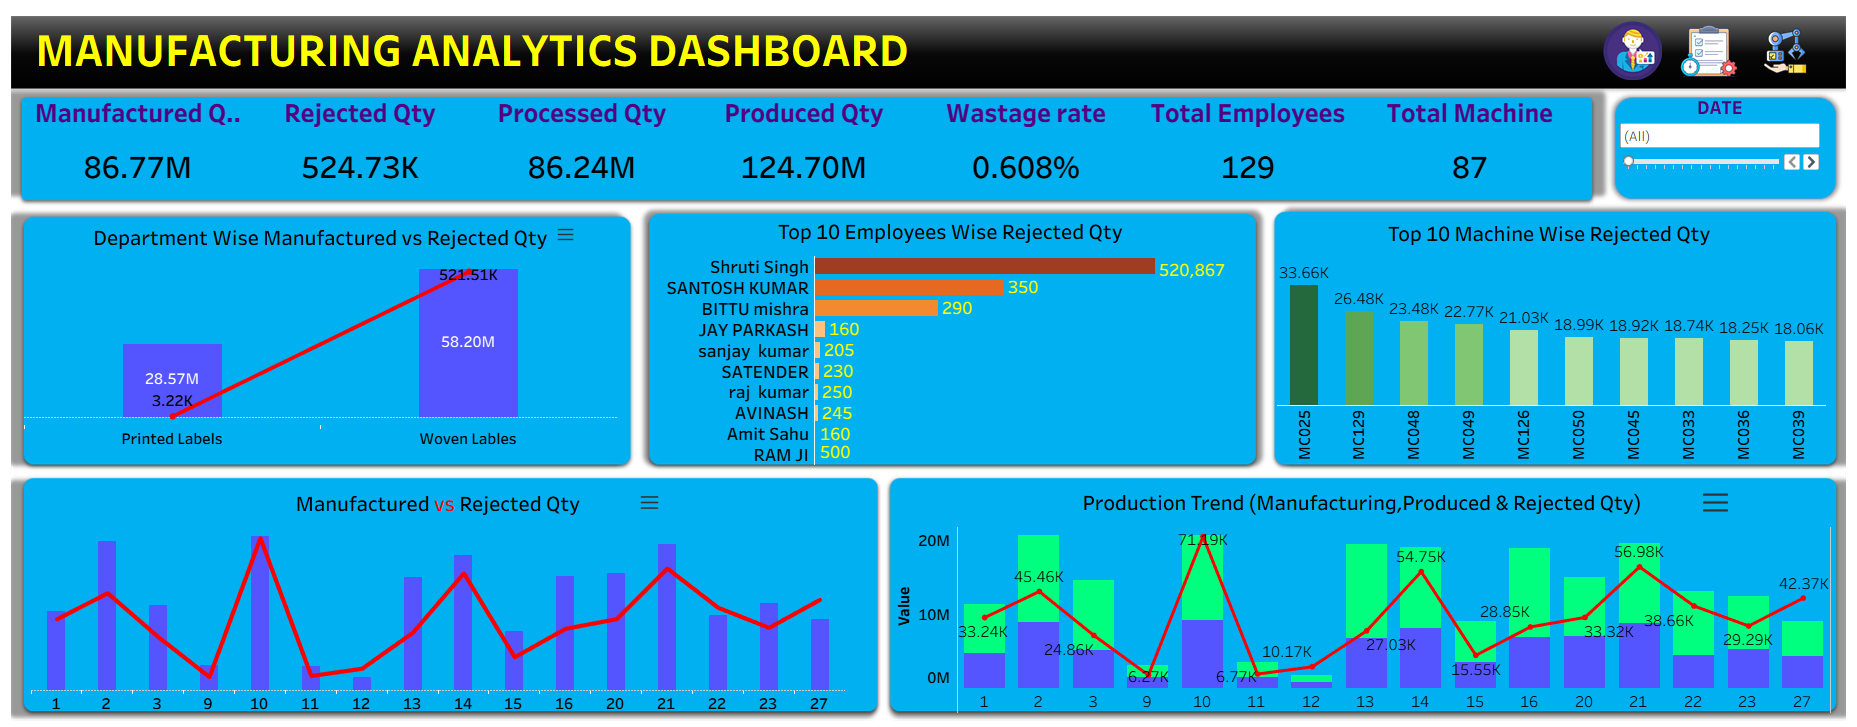 MANUFACTURING ANALYTICS DASHBOARD
Manufactured Q.. Rejected Qty Processed Qty Produced Qty Wastage rate Total Employees Total Machine
86.77M 524.73K 86.24M 124.70M 0.608% 129 87
DATE
(All)
Department Wise Manufactured vs Rejected Qty
521.51K
58.20M
28.57M
3.22K
Printed Labels Woven Lables
Top 10 Employees Wise Rejected Qty
Shruti Singh 520,867
SANTOSH KUMAR 350
BITTU mishra 290
JAY PARKASH 160
sanjay kumar 205
SATENDER 230
raj kumar 250
AVINASH 245
Amit Sahu 160
RAM JI 500
Top 10 Machine Wise Rejected Qty
33.66K 26.48K 23.48K 22.77K 21.03K 18.99K 18.92K 18.74K 18.25K 18.06K
MC025 MC129 MC048 MC049 MC126 MC050 MC045 MC033 MC036 MC039
Manufactured vs Rejected Qty
1 2 3 9 10 11 12 13 14 15 16 20 21 22 23 27
Production Trend (Manufacturing,Produced & Rejected Qty)
Value
20M
10M
0M
33.24K 45.46K 24.86K 6.27K 71.19K 6.77K 10.17K 27.03K 54.75K 15.55K 28.85K 33.32K 56.98K 38.66K 29.29K 42.37K
1 2 3 9 10 11 12 13 14 15 16 20 21 22 23 27